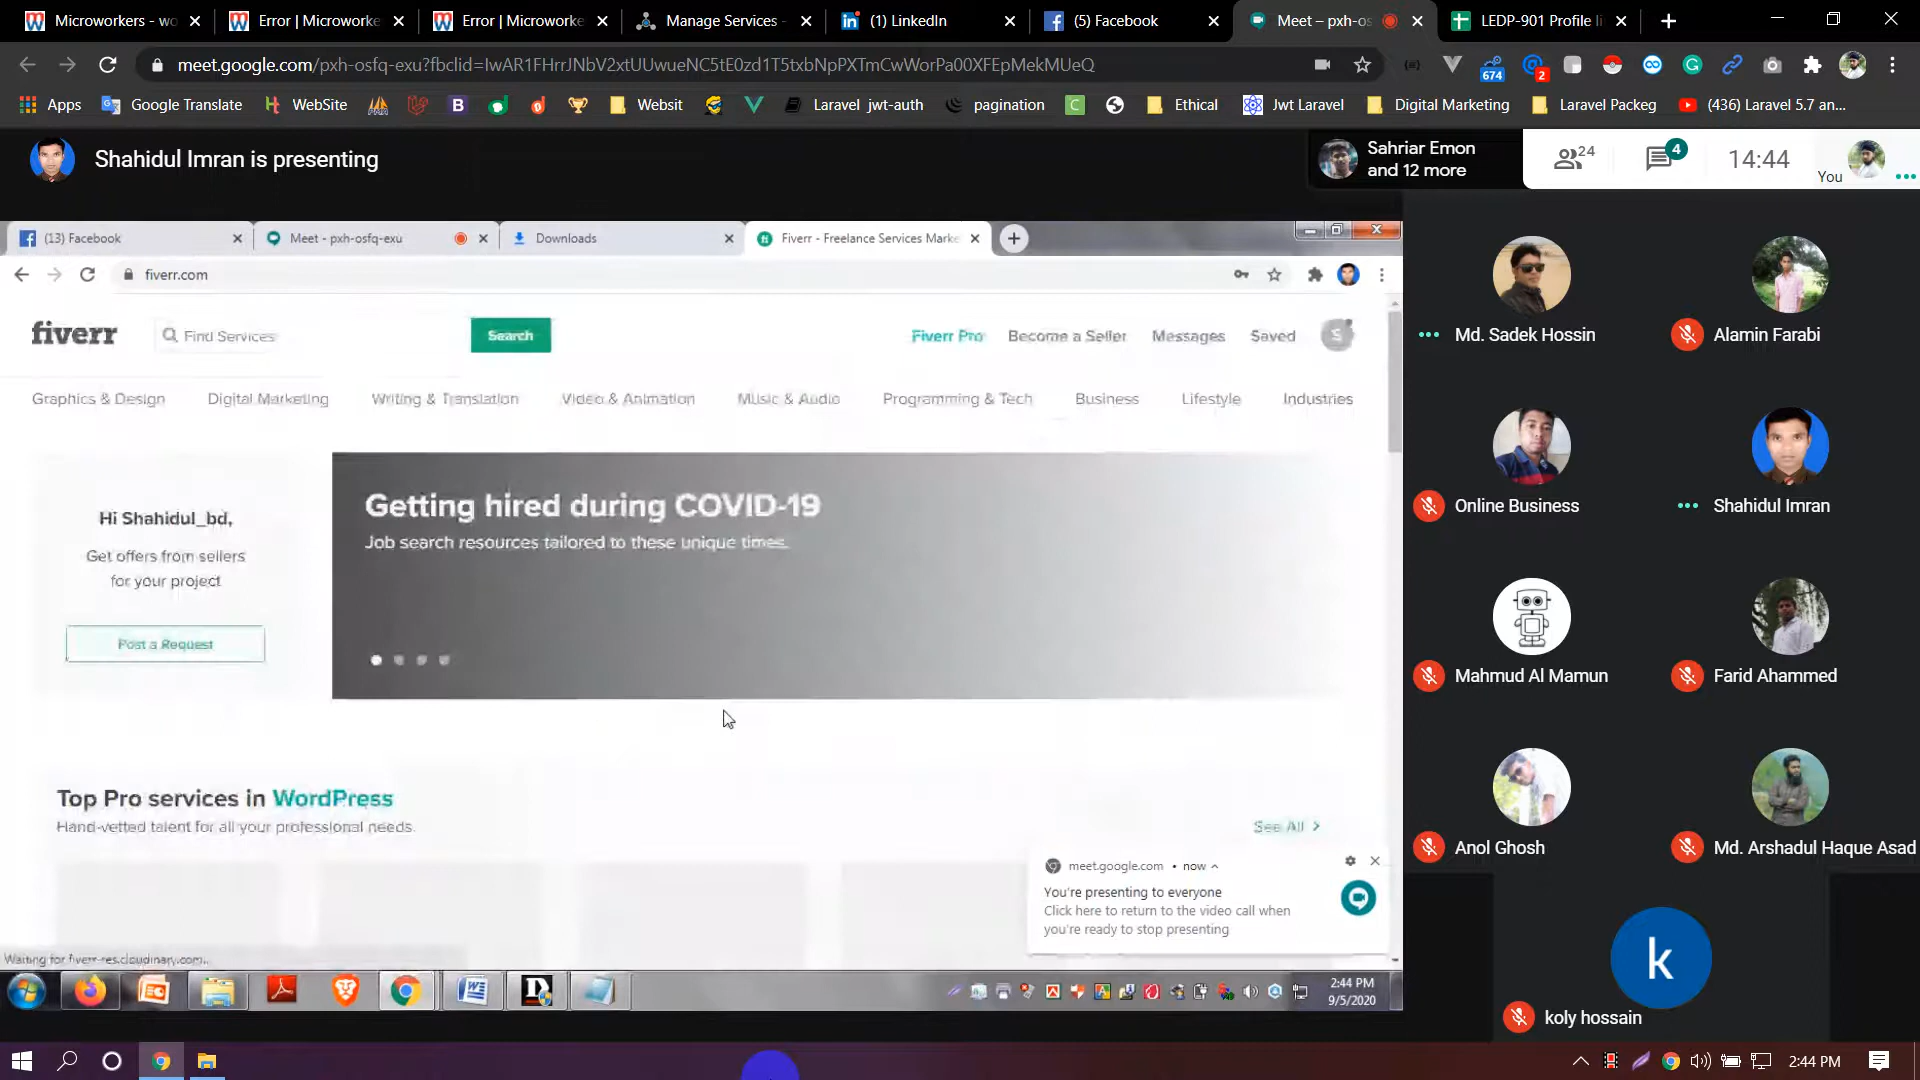 Microworkers - wo
Error | Microworke
Error | Microworke
Manage Services -
(1) LinkedIn
(5) Facebook
Meet – pxh-os
LEDP-901 Profile li
meet.google.com/pxh-osfq-exu?fbclid=IwAR1FHrrJNbV2xtUUwueNC5tE0zd1T5txbNpPXTmCwWorPa00XFEpMekMUeQ
674
2
Apps
Google Translate
WebSite
Websit
Laravel jwt-auth
pagination
Ethical
Jwt Laravel
Digital Marketing
Laravel Packeg
(436) Laravel 5.7 an...
Shahidul Imran is presenting
Sahriar Emon
and 12 more
24
4
14:44
You
(13) Facebook
Meet - pxh-osfq-exu
Downloads
Fiverr - Freelance Services Marke
fiverr.com
fiverr
Find Services
Search
Fiverr Pro
Become a Seller
Messages
Saved
S
Graphics & Design
Digital Marketing
Writing & Translation
Video & Animation
Music & Audio
Programming & Tech
Business
Lifestyle
Industries
Hi Shahidul_bd,
Get offers from sellers
for your project
Post a Request
Getting hired during COVID-19
Job search resources tailored to these unique times.
Top Pro services in WordPress
Hand-vetted talent for all your professional needs.
See All
meet.google.com • now
You're presenting to everyone
Click here to return to the video call when
you're ready to stop presenting
Waiting for fiverr-res.cloudinary.com...
2:44 PM
9/5/2020
Md. Sadek Hossin
Alamin Farabi
Online Business
Shahidul Imran
Mahmud Al Mamun
Farid Ahammed
Anol Ghosh
Md. Arshadul Haque Asad
k
koly hossain
2:44 PM